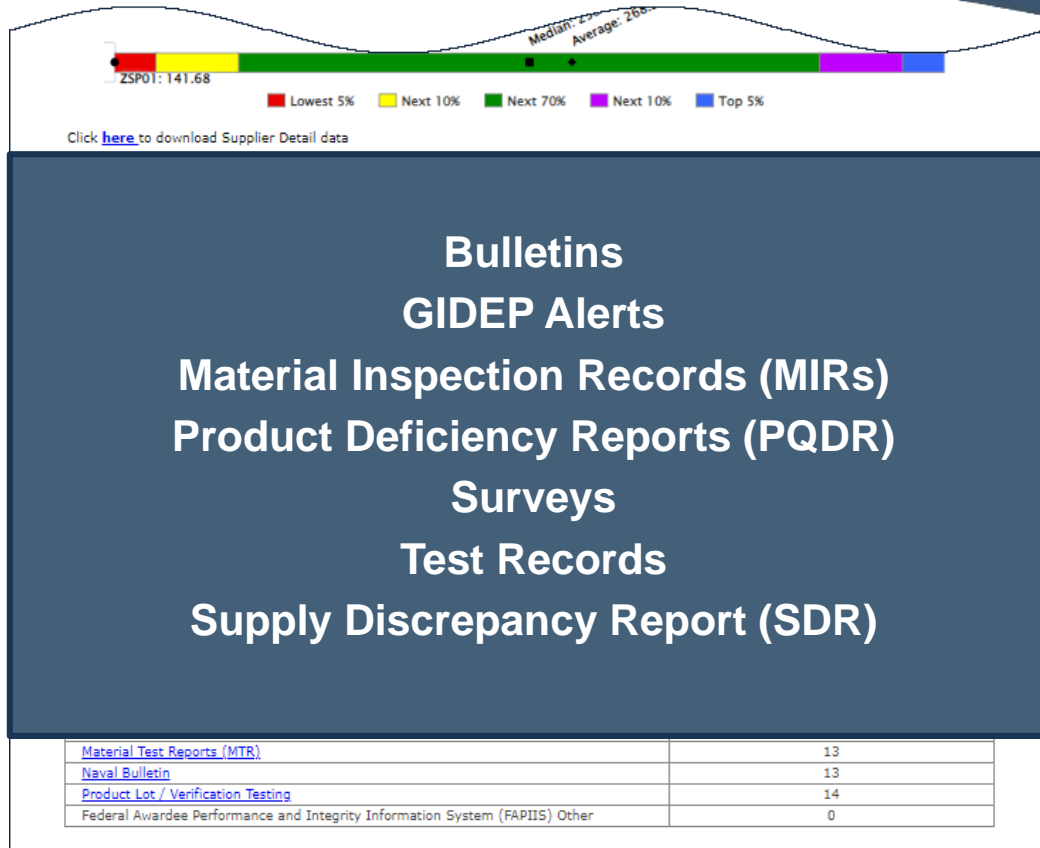 Median:
Average: 268.
ZSP01: 141.68
Lowest 5% Next 10% Next 70% Next 10% Top 5%
Click here to download Supplier Detail data
Bulletins
GIDEP Alerts
Material Inspection Records (MIRs)
Product Deficiency Reports (PQDR)
Surveys
Test Records
Supply Discrepancy Report (SDR)
Material Test Reports (MTR) 13
Naval Bulletin 13
Product Lot / Verification Testing 14
Federal Awardee Performance and Integrity Information System (FAPIIS) Other 0